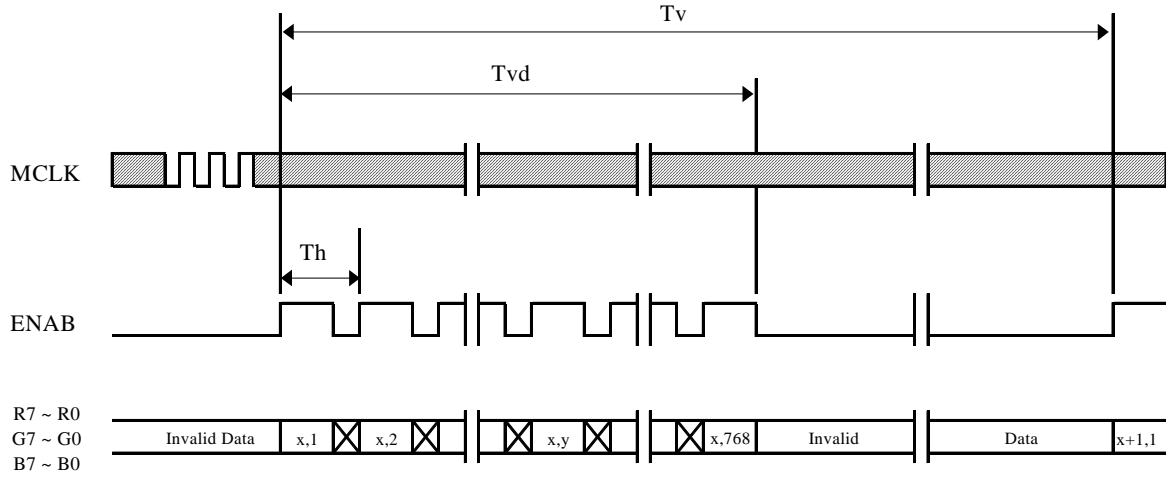 Tv
Tvd
MCLK
Th
ENAB
R7 ~ R0
G7 ~ G0
B7 ~ B0
Invalid Data
x,1
x,2
x,y
x,768
Invalid
Data
x+1,1